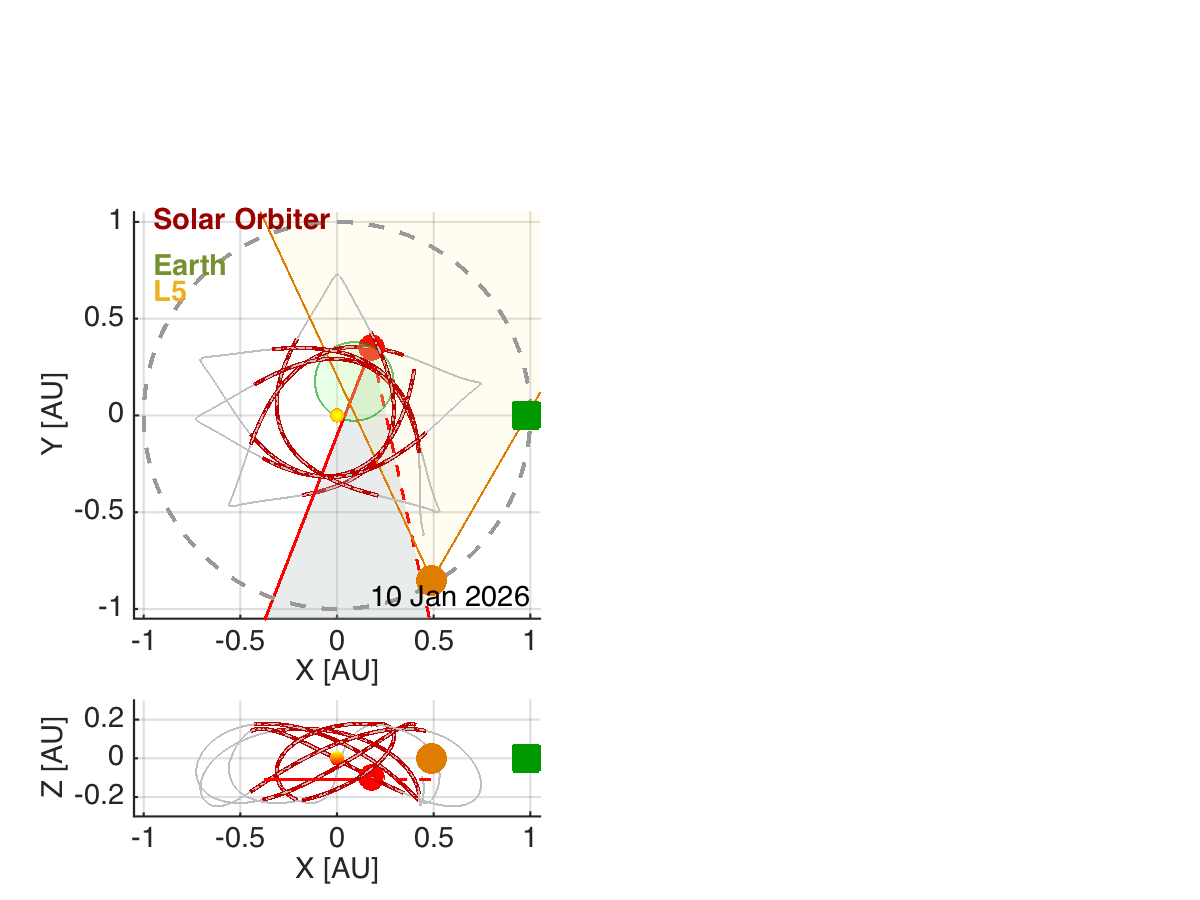 Solar Orbiter
Earth
L5
10 Jan 2026
1
0.5
0
-0.5
-1
Y [AU]
-1 -0.5 0 0.5 1
X [AU]
0.2
0
-0.2
Z [AU]
-1 -0.5 0 0.5 1
X [AU]